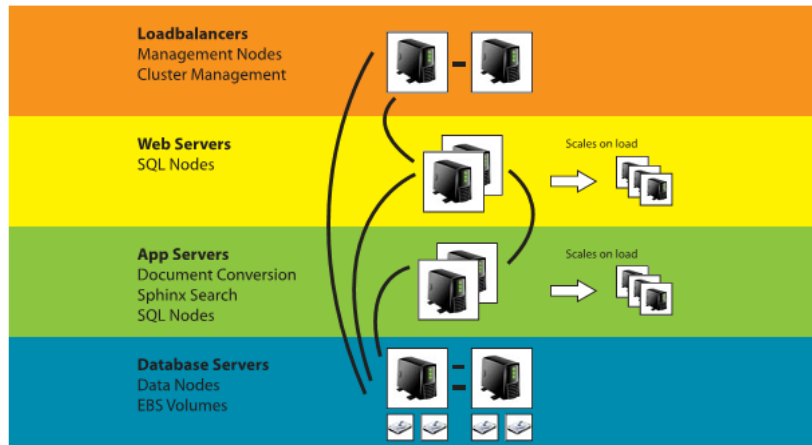 Loadbalancers
Management Nodes
Cluster Management
Web Servers
SQL Nodes
Scales on load
App Servers
Document Conversion
Sphinx Search
SQL Nodes
Scales on load
Database Servers
Data Nodes
EBS Volumes